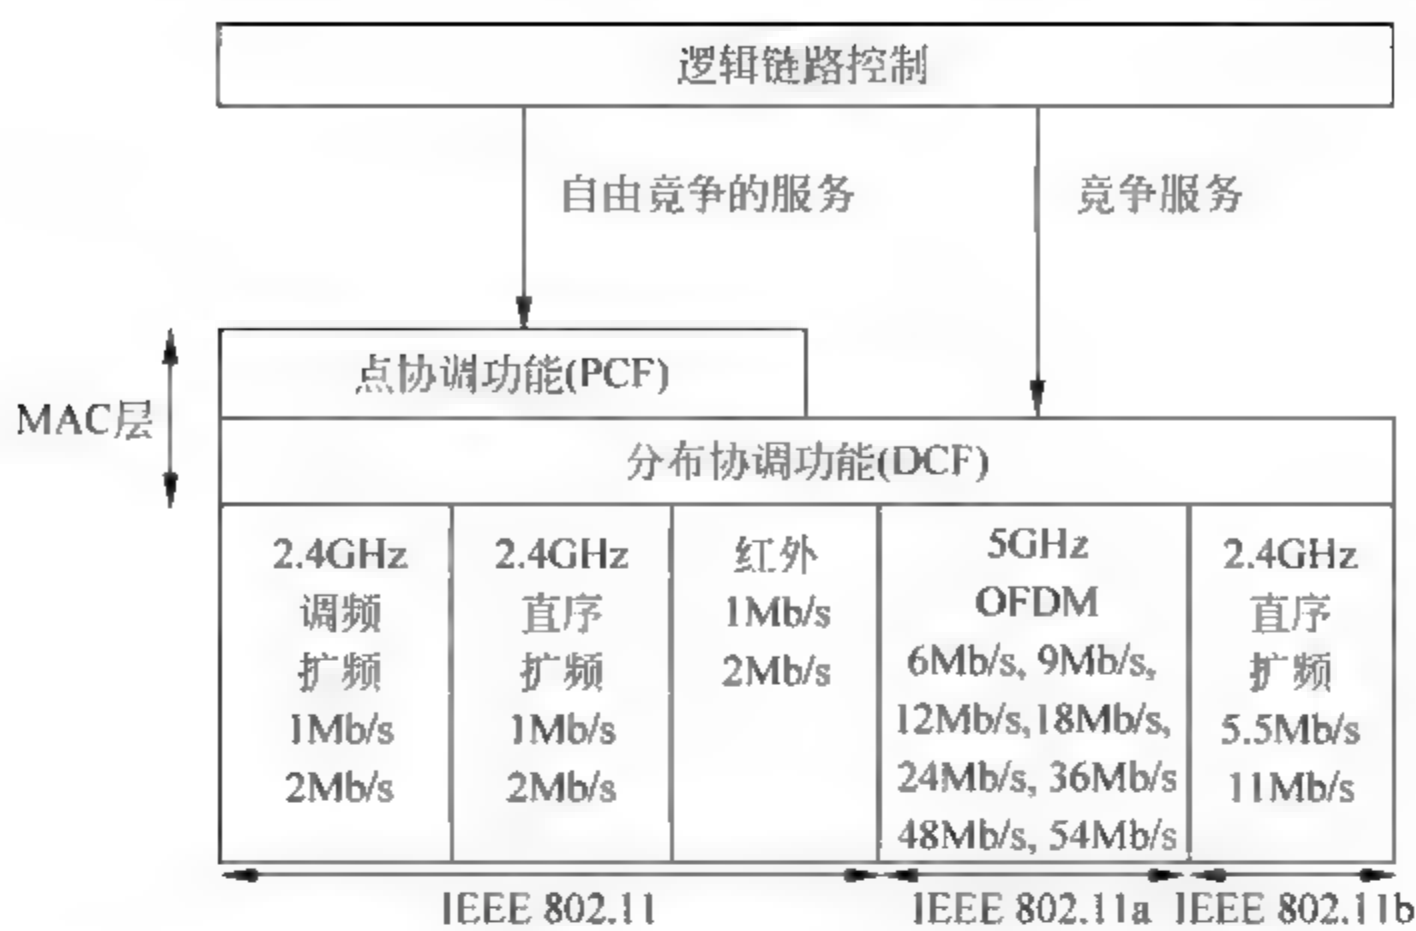 逻辑链路控制
自由竞争的服务
竞争服务
点协调功能(PCF)
MAC层
分布协调功能(DCF)
2.4GHz
调频
扩频
1Mb/s
2Mb/s
2.4GHz
直序
扩频
1Mb/s
2Mb/s
红外
1Mb/s
2Mb/s
5GHz
OFDM
6Mb/s, 9Mb/s,
12Mb/s,18Mb/s,
24Mb/s, 36Mb/s
48Mb/s, 54Mb/s
2.4GHz
直序
扩频
5.5Mb/s
11Mb/s
IEEE 802.11
IEEE 802.11a
IEEE 802.11b